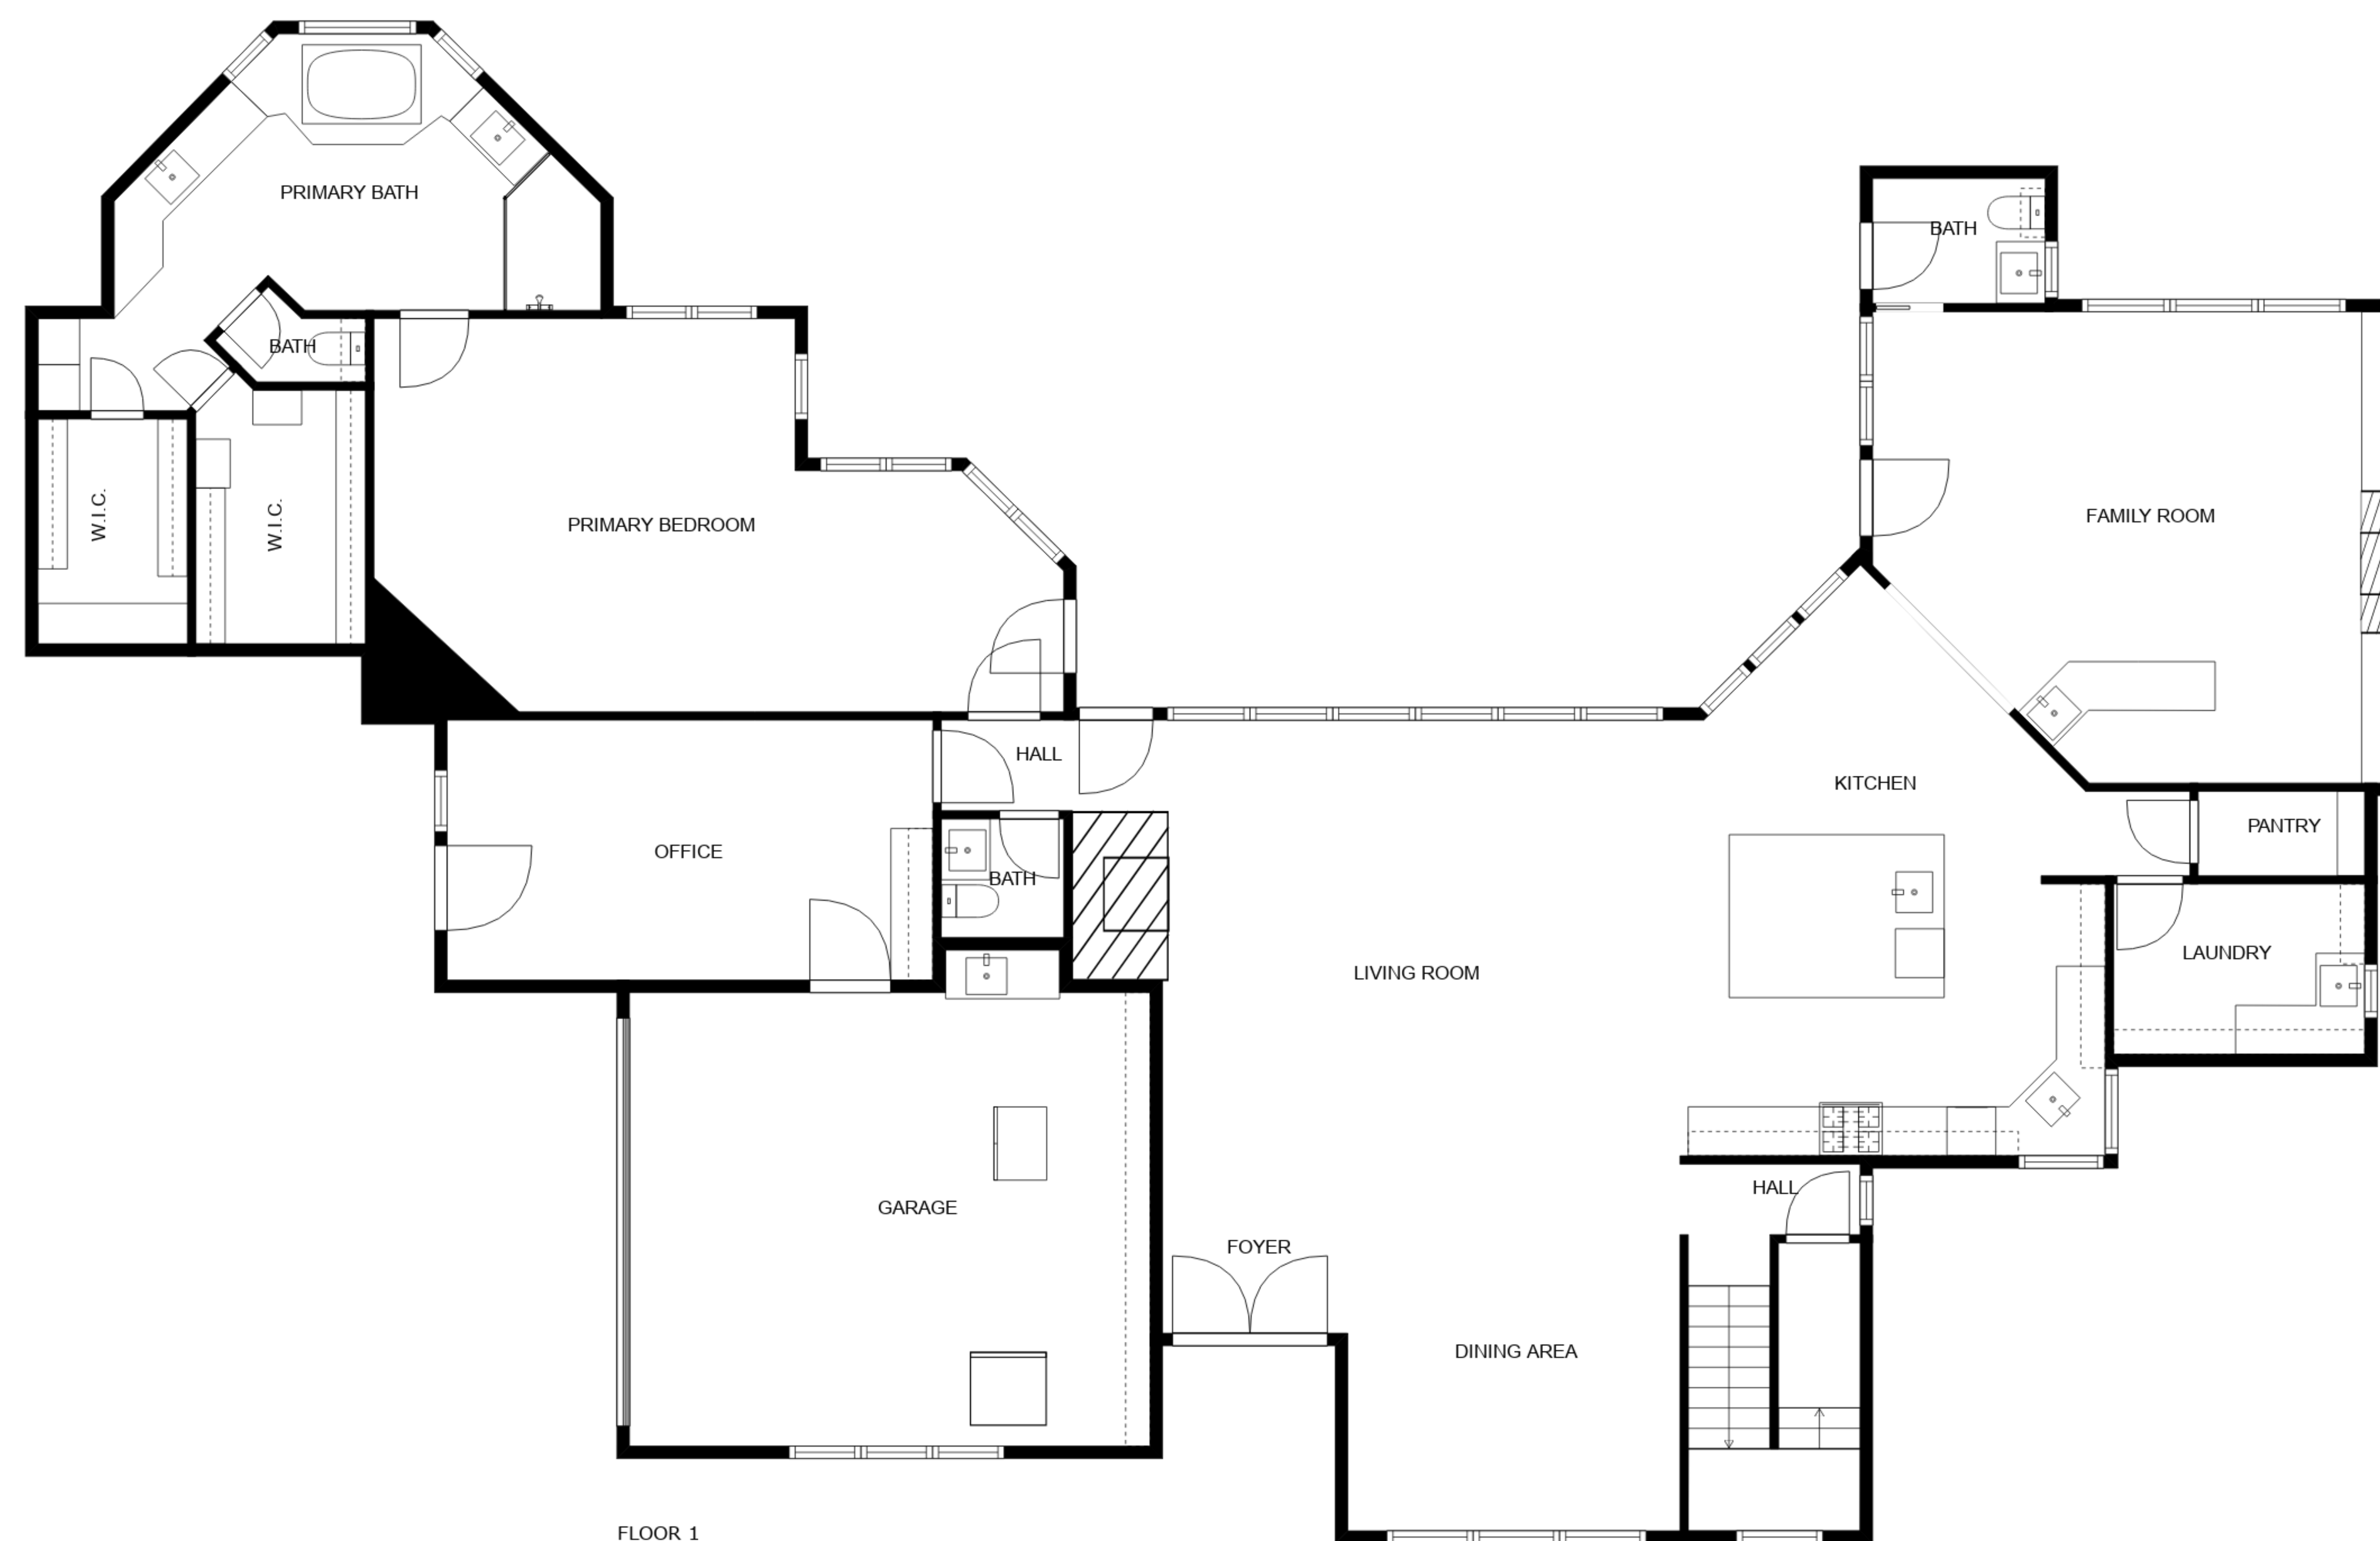 PRIMARY BATH
BATH
BATH
W.I.C.
W.I.C.
PRIMARY BEDROOM
FAMILY ROOM
HALL
KITCHEN
PANTRY
OFFICE
BATH
LAUNDRY
LIVING ROOM
HALL
GARAGE
FOYER
DINING AREA
FLOOR 1